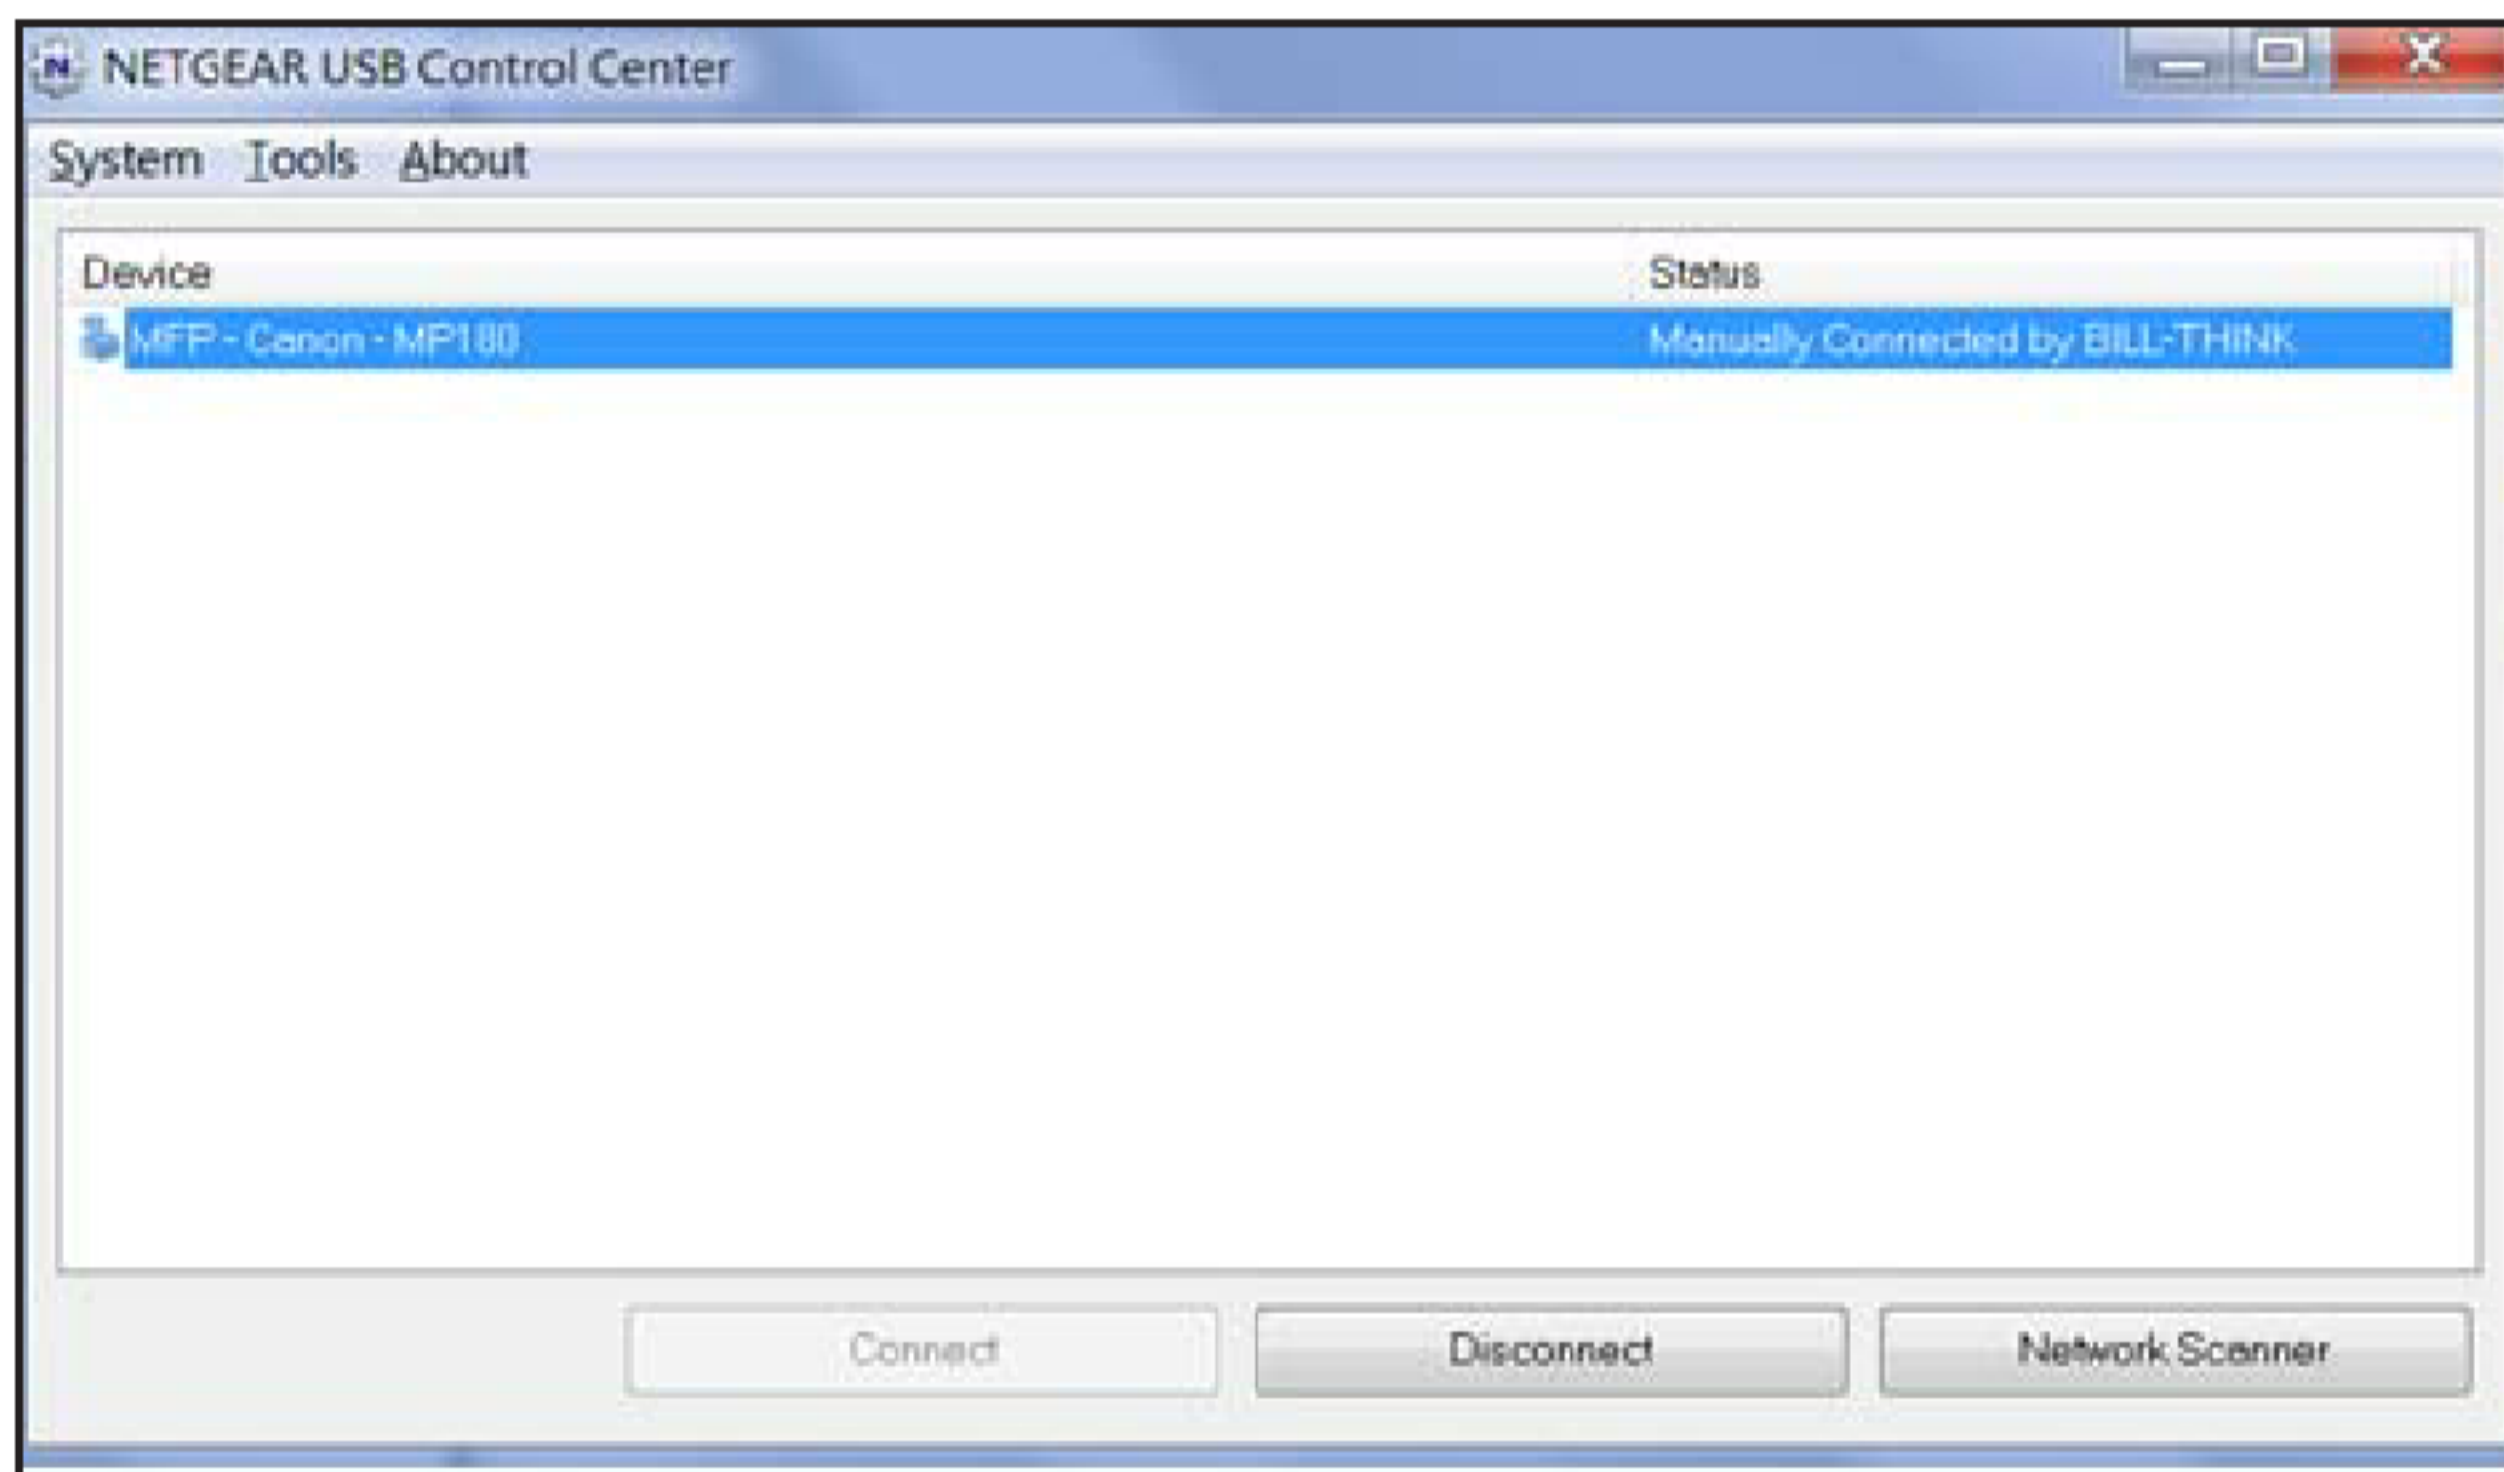 NETGEAR USB Control Center
System Tools About
Device Status
MFP - Canon - MP180 Manually Connected by BILL-THINK
Connect Disconnect Network Scanner